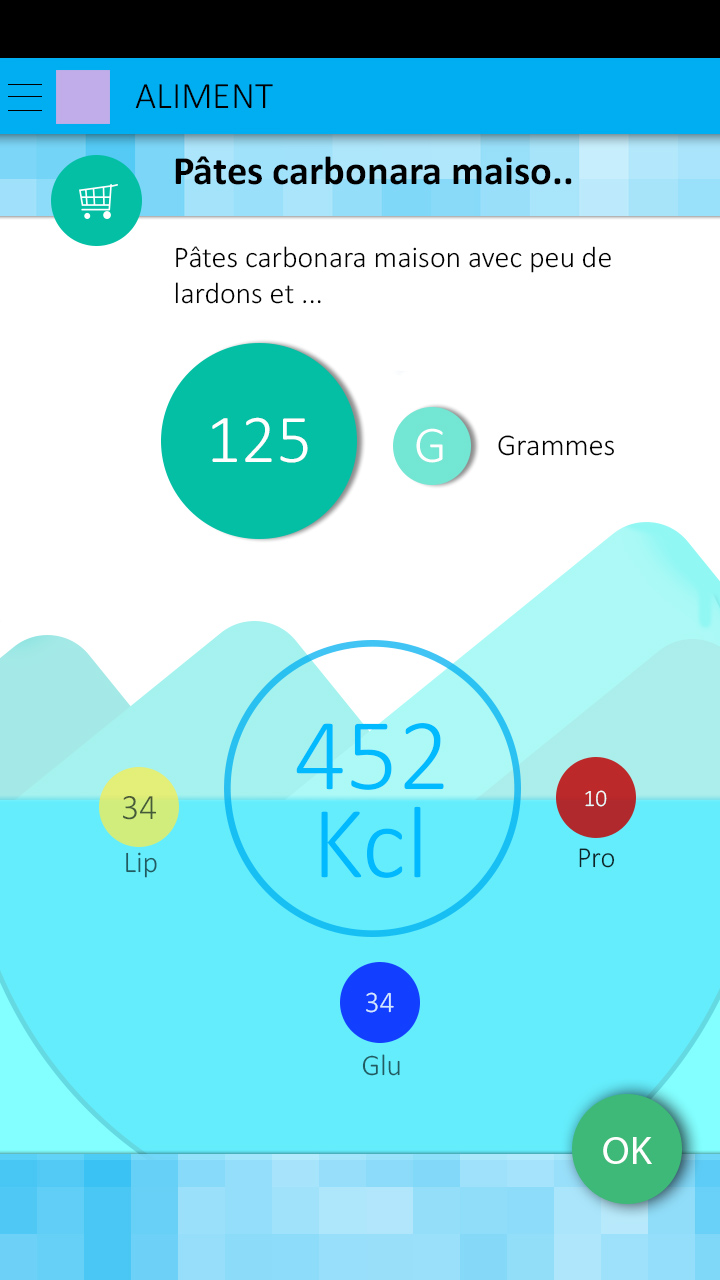 ALIMENT
Pâtes carbonara maiso..
Pâtes carbonara maison avec peu de
lardons et ...
125
G
Grammes
452
Kcl
34
Lip
10
Pro
34
Glu
OK